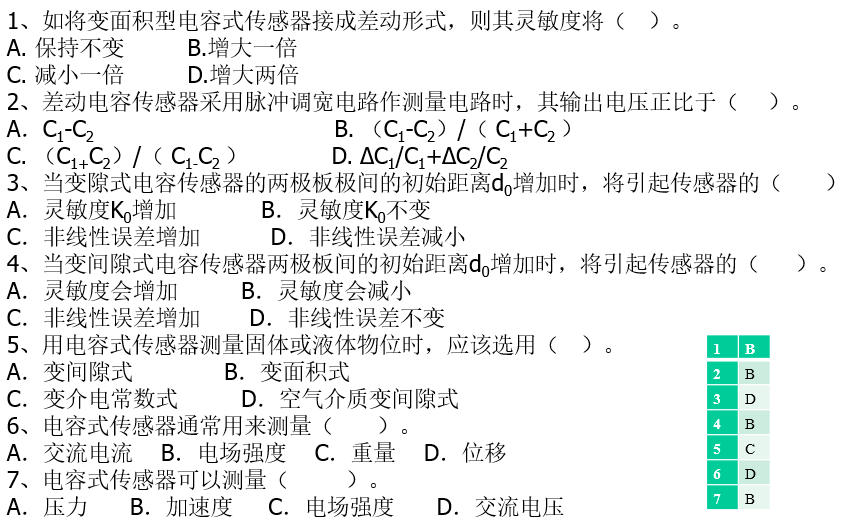 1、如将变面积型电容式传感器接成差动形式，则其灵敏度将（　）。
A. 保持不变　　B.增大一倍
C. 减小一倍　　D.增大两倍
2、差动电容传感器采用脉冲调宽电路作测量电路时，其输出电压正比于（　）。
A．C₁-C₂　　B. （C₁-C₂）/（ C₁+C₂ ）
C. （C₁₊C₂）/（ C₁₋C₂ ）　　D. ΔC₁/C₁+ΔC₂/C₂
3、当变隙式电容传感器的两极板极间的初始距离d₀增加时，将引起传感器的（　）
A．灵敏度K₀增加　　B．灵敏度K₀不变
C．非线性误差增加　　D．非线性误差减小
4、当变间隙式电容传感器两极板间的初始距离d₀增加时，将引起传感器的（　）。
A．灵敏度会增加　　B．灵敏度会减小
C．非线性误差增加　　D．非线性误差不变
5、用电容式传感器测量固体或液体物位时，应该选用（　）。
A．变间隙式　　B．变面积式
C．变介电常数式　　D．空气介质变间隙式
6、电容式传感器通常用来测量（　）。
A．交流电流　B．电场强度　C．重量　D．位移
7、电容式传感器可以测量（　）。
A．压力　B．加速度　C．电场强度　D．交流电压
1 B
2 B
3 D
4 B
5 C
6 D
7 B